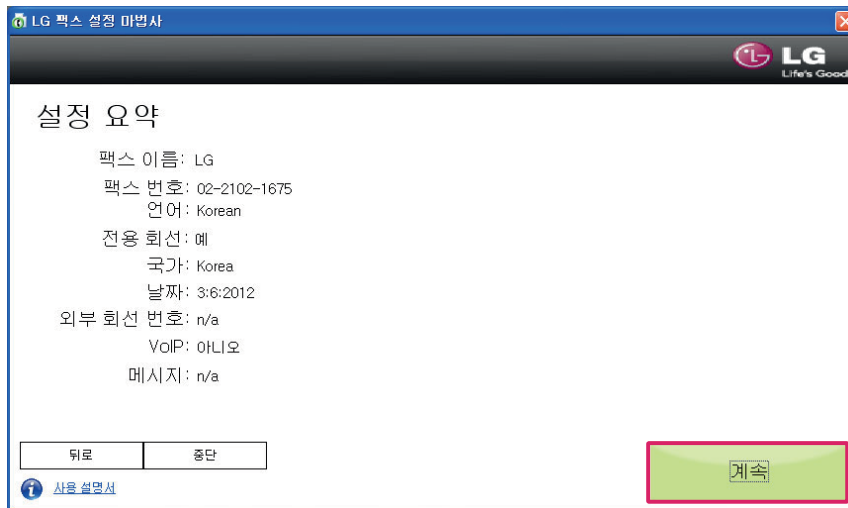 LG 팩스 설정 마법사
LG
Life's Good
설정 요약
팩스 이름: LG
팩스 번호: 02-2102-1675
언어: Korean
전용 회선: 예
국가: Korea
날짜: 3:6:2012
외부 회선 번호: n/a
VoIP: 아니오
메시지: n/a
뒤로 중단
계속
사용 설명서